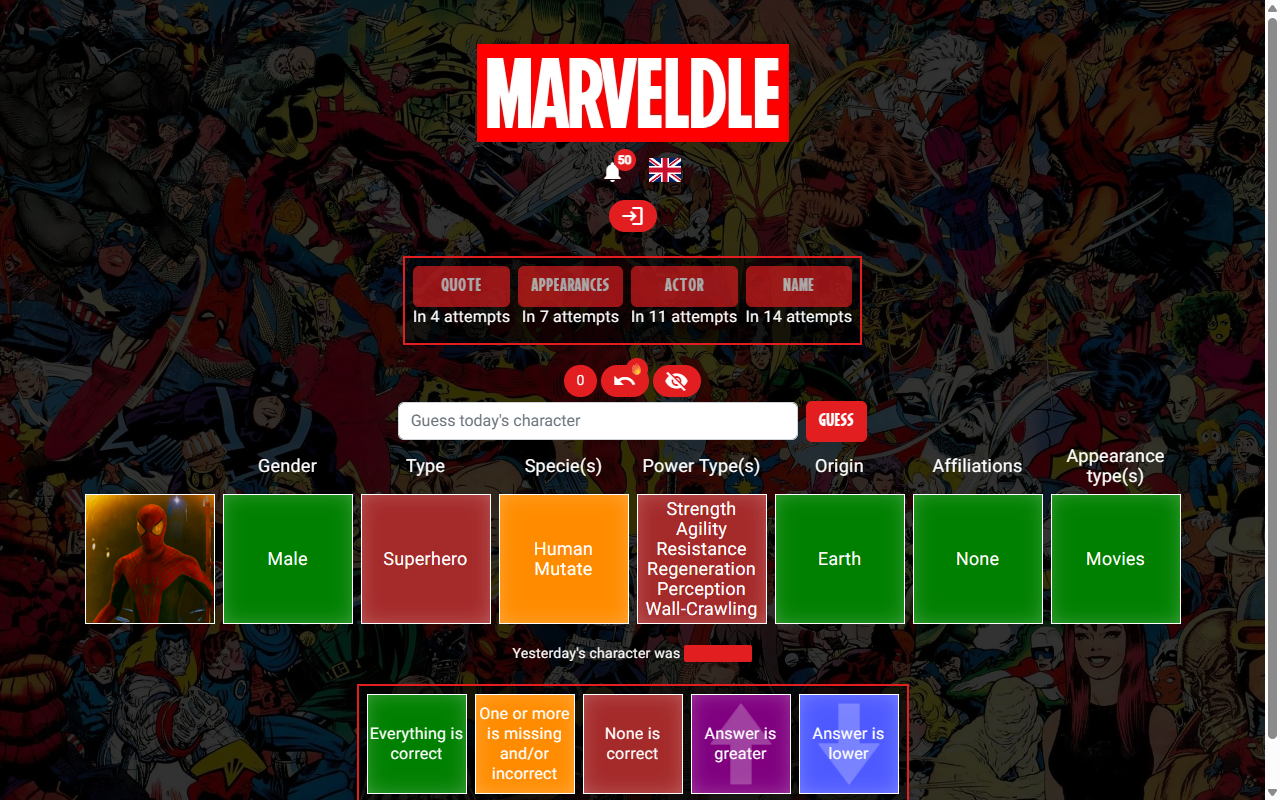 MARVELDLE
50
QUOTE APPEARANCES ACTOR NAME
In 4 attempts In 7 attempts In 11 attempts In 14 attempts
0
Guess today's character GUESS
Gender Type Specie(s) Power Type(s) Origin Affiliations Appearance
type(s)
Male
Superhero
Human
Mutate
Strength
Agility
Resistance
Regeneration
Perception
Wall-Crawling
Earth
None
Movies
Yesterday's character was
Everything is
correct
One or more
is missing
and/or
incorrect
None is
correct
Answer is
greater
Answer is
lower